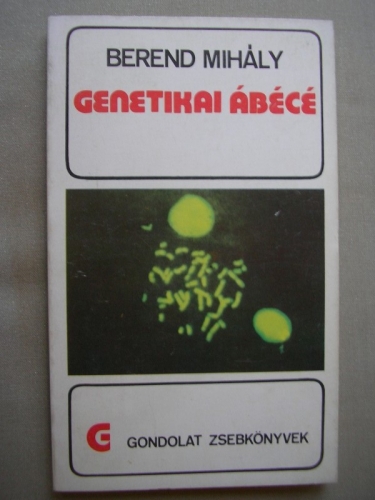 BEREND MIHÁLY
GENETIKAI ÁBÉCÉ
G GONDOLAT ZSEBKÖNYVEK